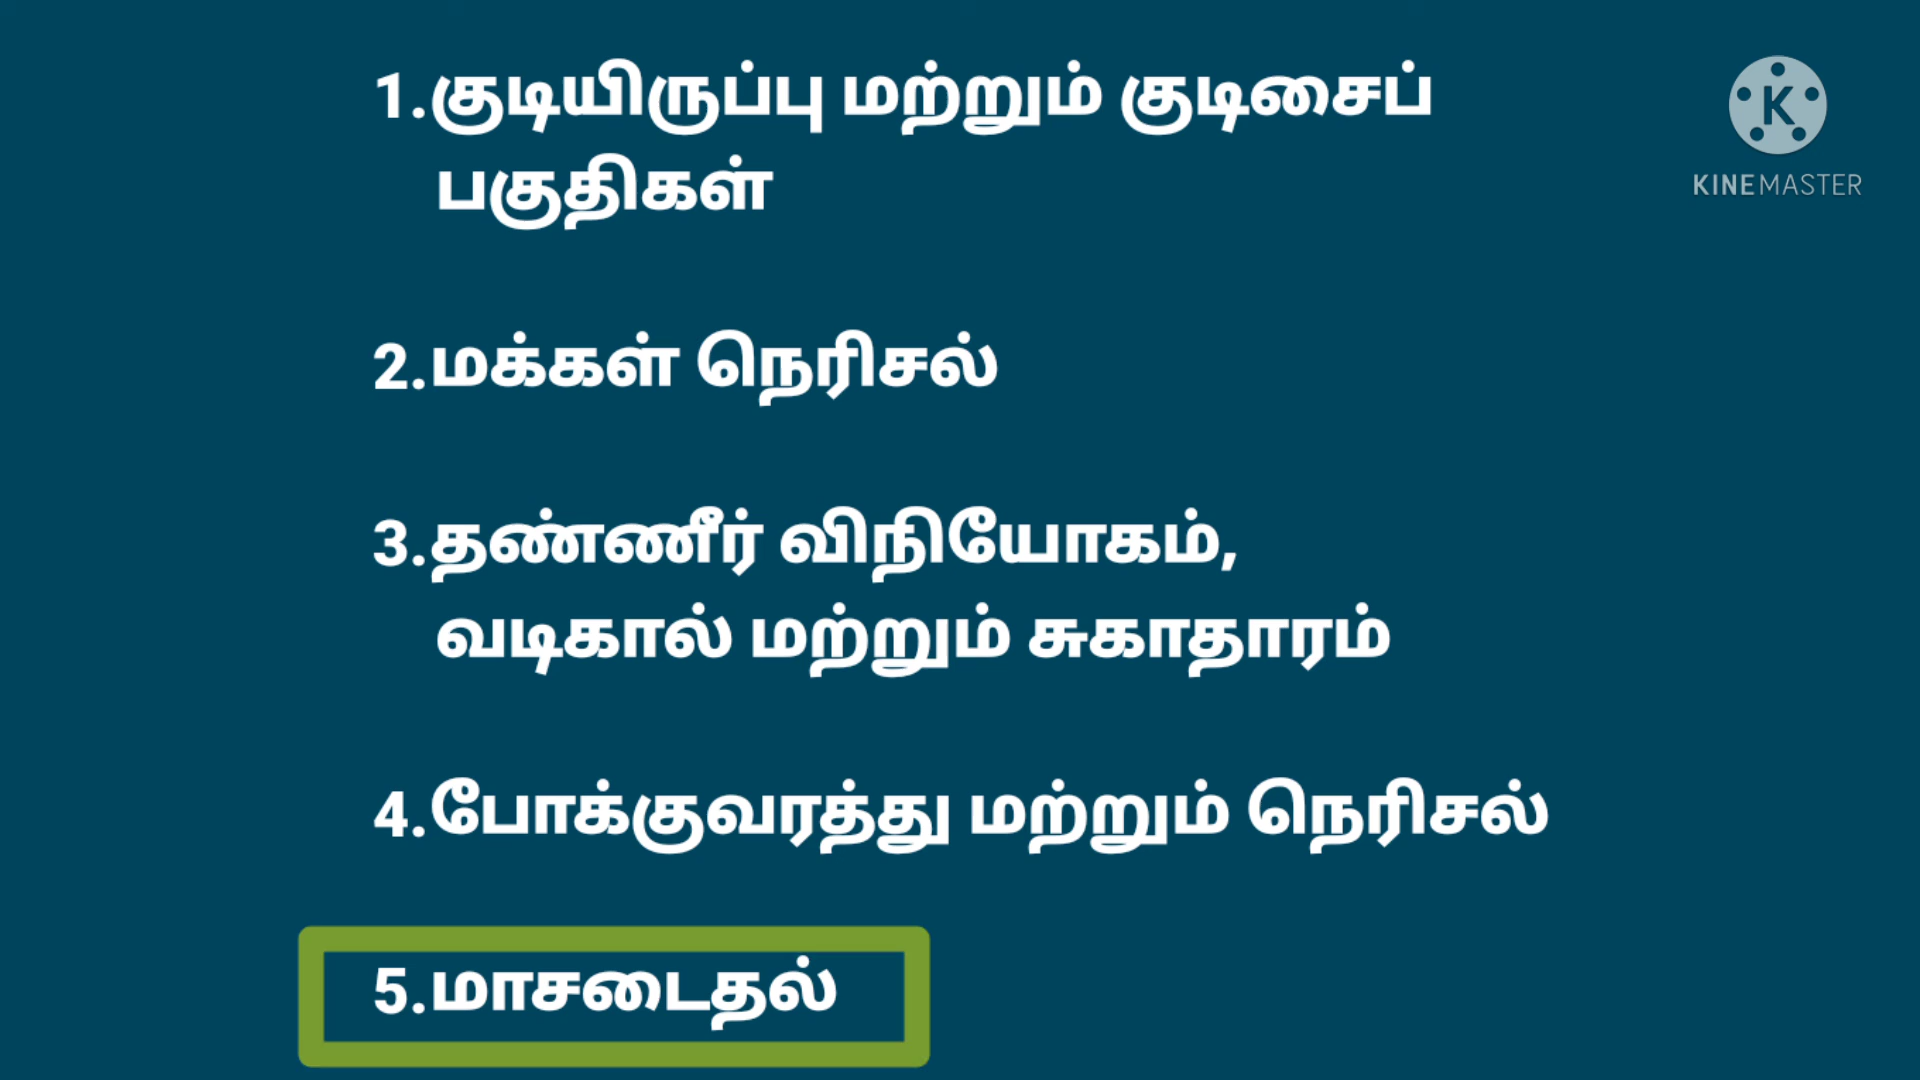 1.குடியிருப்பு மற்றும் குடிசைப்
பகுதிகள்
K
KINEMASTER
2.மக்கள் நெரிசல்
3.தண்ணீர் விநியோகம்,
வடிகால் மற்றும் சுகாதாரம்
4.போக்குவரத்து மற்றும் நெரிசல்
5.மாசடைதல்